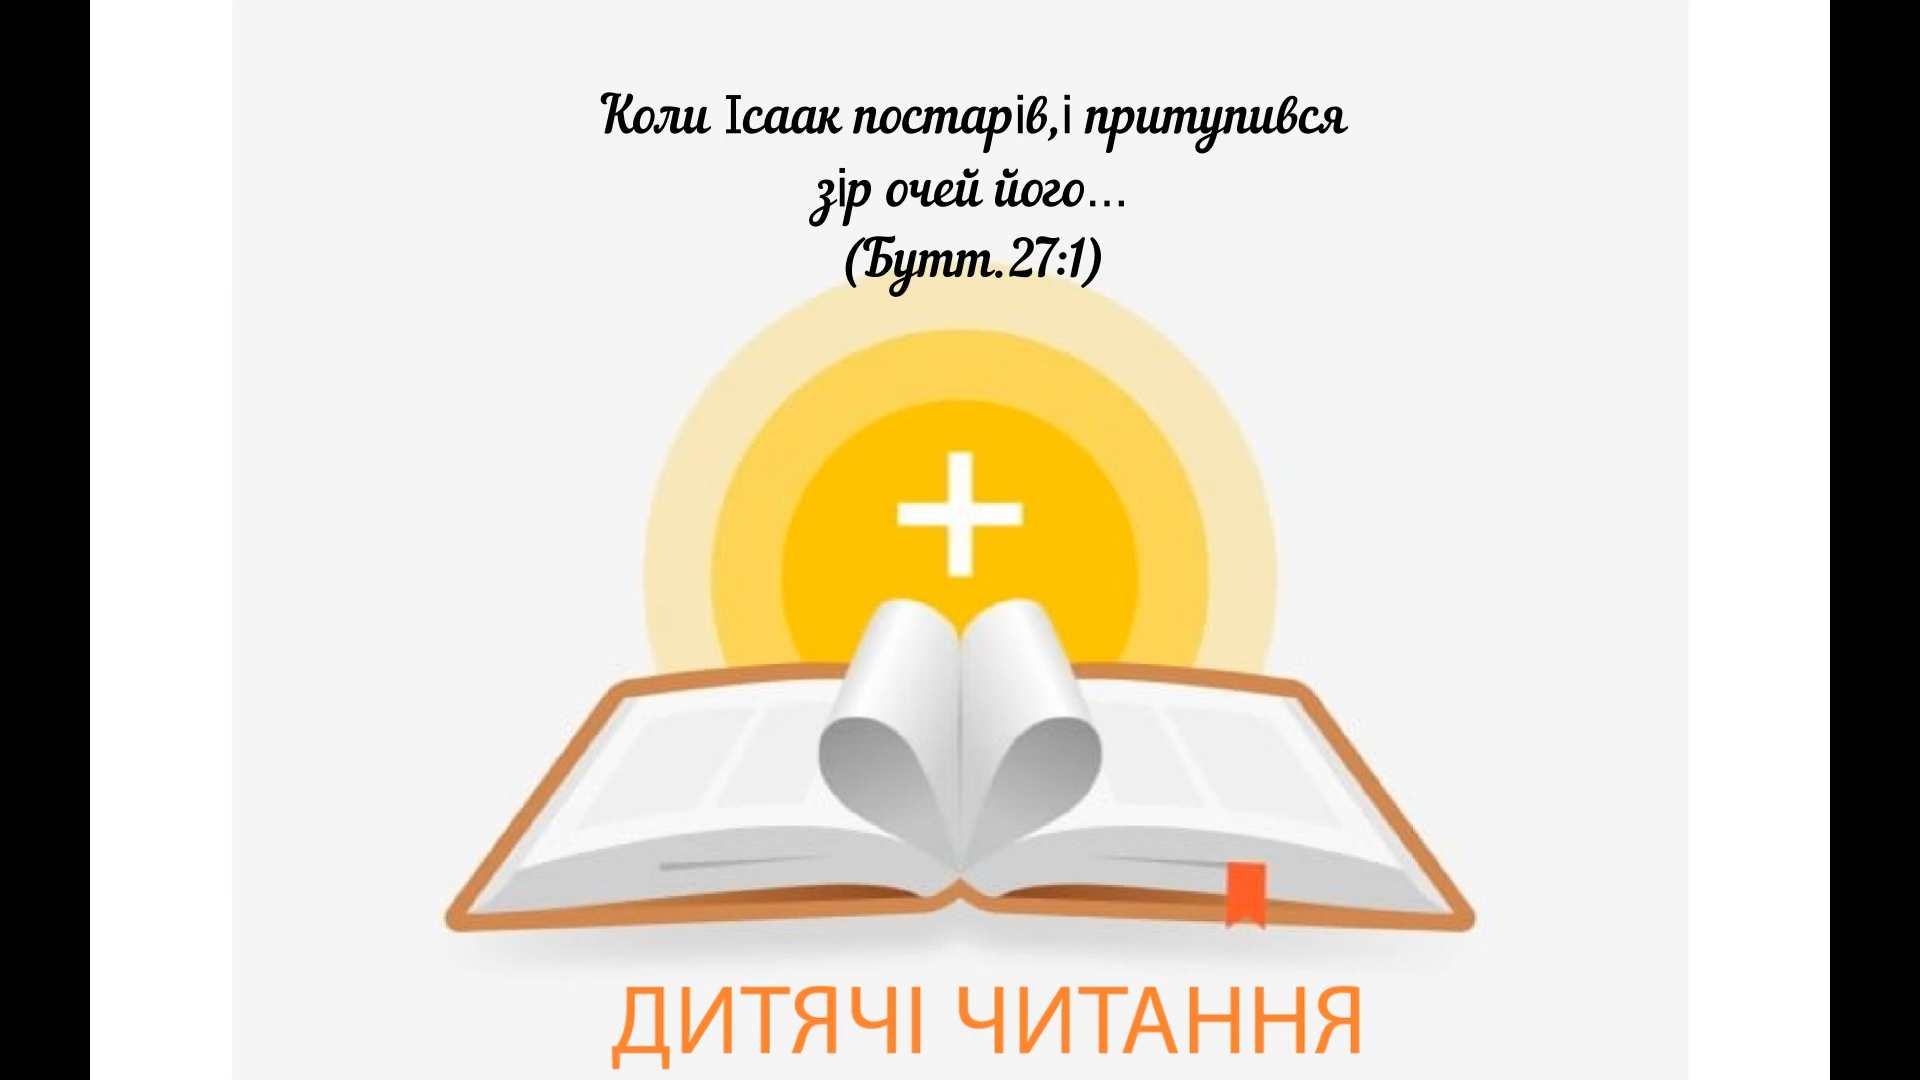 Коли Ісаак постарів,і притупився
зір очей його...
(Бутт.27:1)
ДИТЯЧІ ЧИТАННЯ